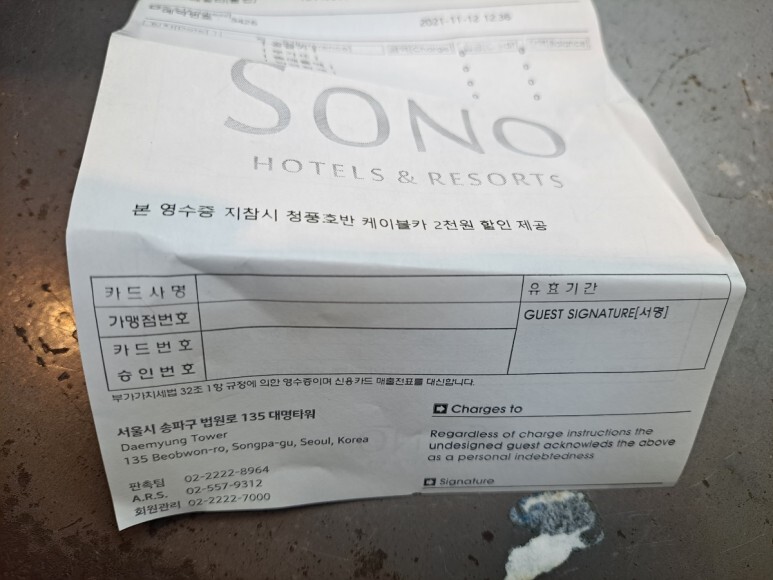 3426
2021-11-12 12:36
SONO
HOTELS & RESORTS
본 영수증 지참시 청풍호반 케이블카 2천원 할인 제공
카드사명
유효기간
가맹점번호
GUEST SIGNATURE[서명]
카드번호
승인번호
부가가치세법 32조 1항 규정에 의한 영수증이며 신용카드 매출전표를 대신합니다.
서울시 송파구 법원로 135 대명타워
Daemyung Tower
135 Beobwon-ro, Songpa-gu, Seoul, Korea
판촉팀 02-2222-8964
A.R.S. 02-557-9312
회원관리 02-2222-7000
Charges to
Regardless of charge instructions the
undesigned guest acknowleds the above
as a personal indebtedness
Signature